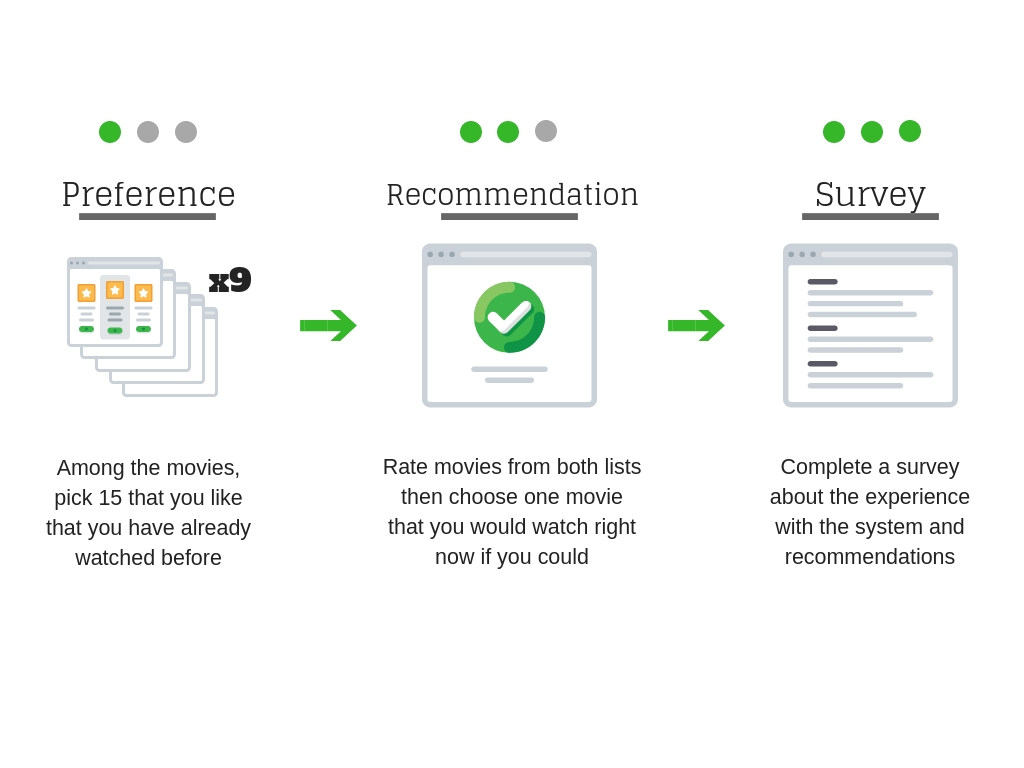 Preference
Recommendation
Survey
x9
Among the movies,
pick 15 that you like
that you have already
watched before
Rate movies from both lists
then choose one movie
that you would watch right
now if you could
Complete a survey
about the experience
with the system and
recommendations